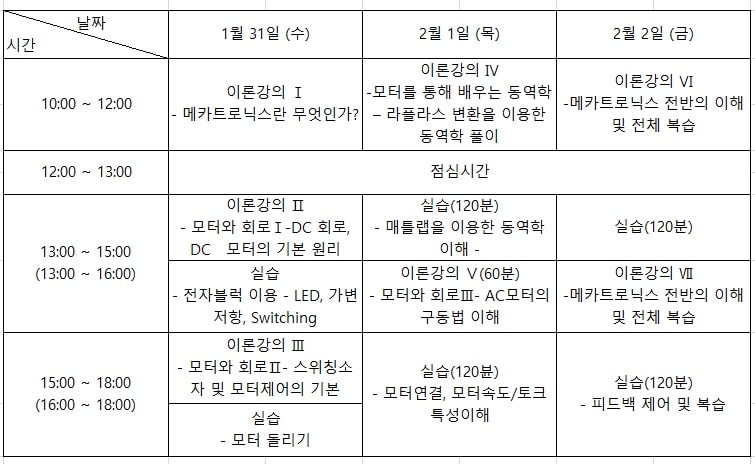 날짜
시간
1월 31일 (수)
2월 1일 (목)
2월 2일 (금)
10:00 ~ 12:00
이론강의 Ⅰ
- 메카트로닉스란 무엇인가?
이론강의 Ⅳ
-모터를 통해 배우는 동역학
– 라플라스 변환을 이용한
동역학 풀이
이론강의 Ⅵ
-메카트로닉스 전반의 이해
및 전체 복습
12:00 ~ 13:00
점심시간
13:00 ~ 15:00
(13:00 ~ 16:00)
이론강의 Ⅱ
- 모터와 회로Ⅰ-DC 회로,
DC 모터의 기본 원리
실습(120분)
- 매틀랩을 이용한 동역학
이해 -
실습(120분)
실습
- 전자블럭 이용 - LED, 가변
저항, Switching
이론강의 Ⅴ(60분)
- 모터와 회로Ⅲ- AC모터의
구동법 이해
이론강의 Ⅶ
-메카트로닉스 전반의 이해
및 전체 복습
15:00 ~ 18:00
(16:00 ~ 18:00)
이론강의 Ⅲ
- 모터와 회로Ⅱ- 스위칭소
자 및 모터제어의 기본
실습
- 모터 돌리기
실습(120분)
- 모터연결, 모터속도/토크
특성이해
실습(120분)
- 피드백 제어 및 복습